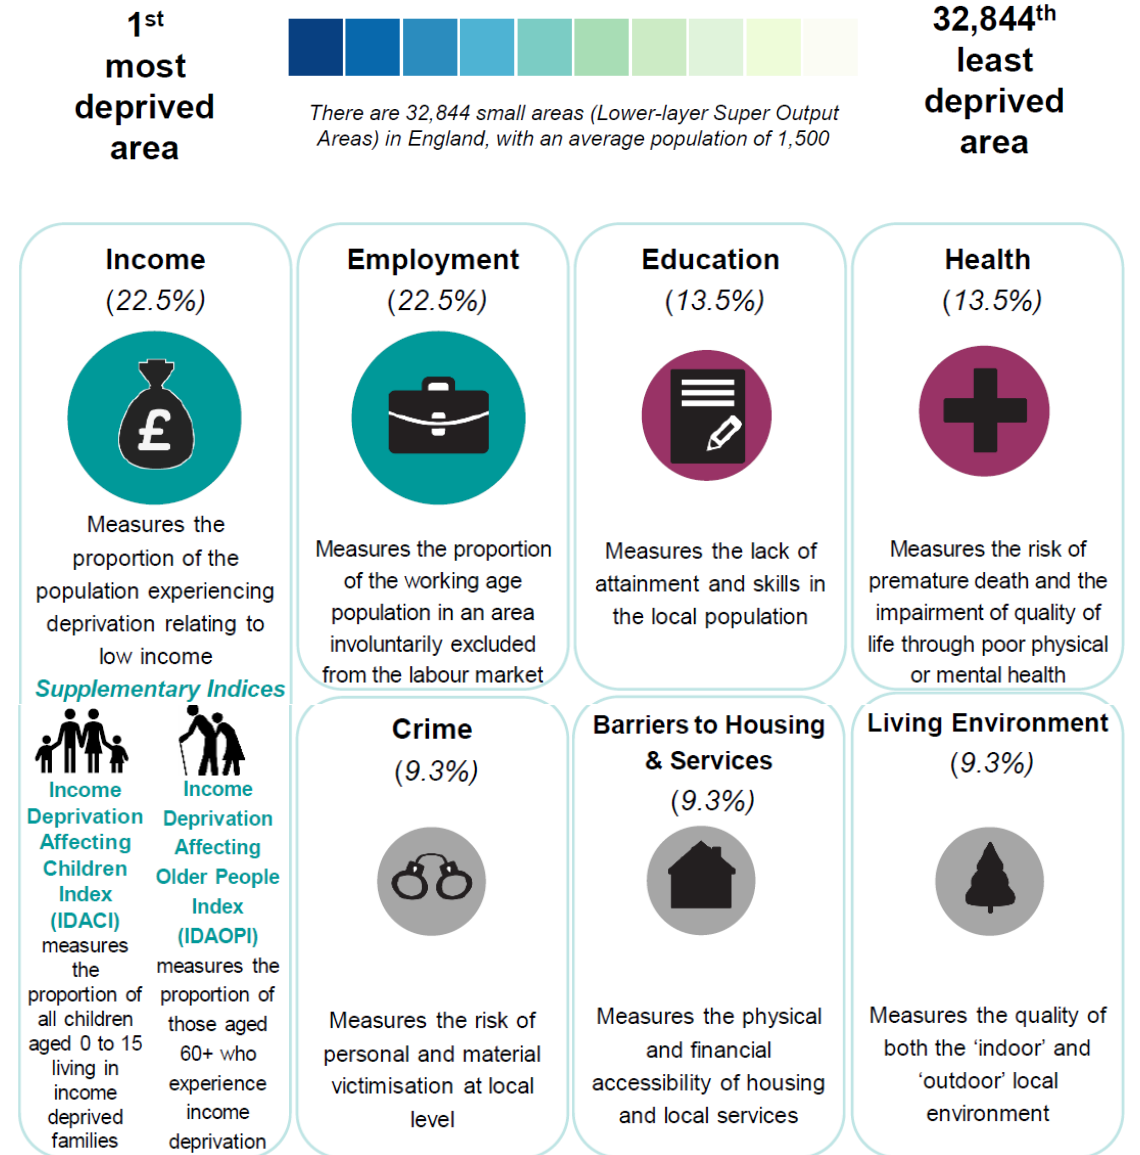 1st
most
deprived
area
There are 32,844 small areas (Lower-layer Super Output
Areas) in England, with an average population of 1,500
32,844th
least
deprived
area
Income
(22.5%)
£
Measures the
proportion of the
population experiencing
deprivation relating to
low income
Supplementary Indices
Income
Deprivation
Affecting
Children
Index
(IDACI)
measures
the
proportion of
all children
aged 0 to 15
living in
income
deprived
families
Income
Deprivation
Affecting
Older People
Index
(IDAOPI)
measures the
proportion of
those aged
60+ who
experience
income
deprivation
Employment
(22.5%)
Measures the proportion
of the working age
population in an area
involuntarily excluded
from the labour market
Education
(13.5%)
Measures the lack of
attainment and skills in
the local population
Health
(13.5%)
Measures the risk of
premature death and the
impairment of quality of
life through poor physical
or mental health
Crime
(9.3%)
Measures the risk of
personal and material
victimisation at local
level
Barriers to Housing
& Services
(9.3%)
Measures the physical
and financial
accessibility of housing
and local services
Living Environment
(9.3%)
Measures the quality of
both the ‘indoor’ and
‘outdoor’ local
environment